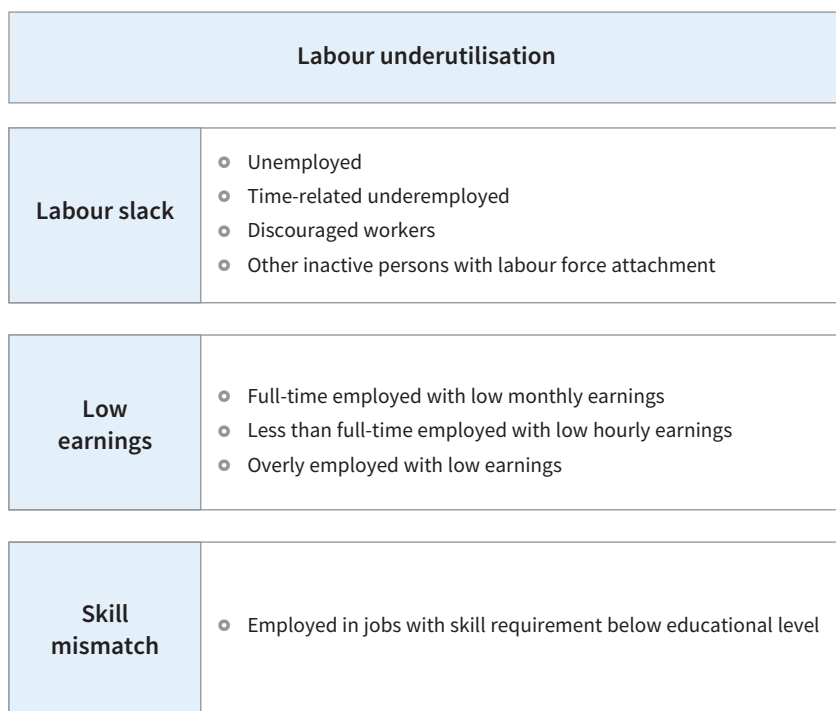 Labour underutilisation
Labour slack
Unemployed
Time-related underemployed
Discouraged workers
Other inactive persons with labour force attachment
Low
earnings
Full-time employed with low monthly earnings
Less than full-time employed with low hourly earnings
Overly employed with low earnings
Skill
mismatch
Employed in jobs with skill requirement below educational level